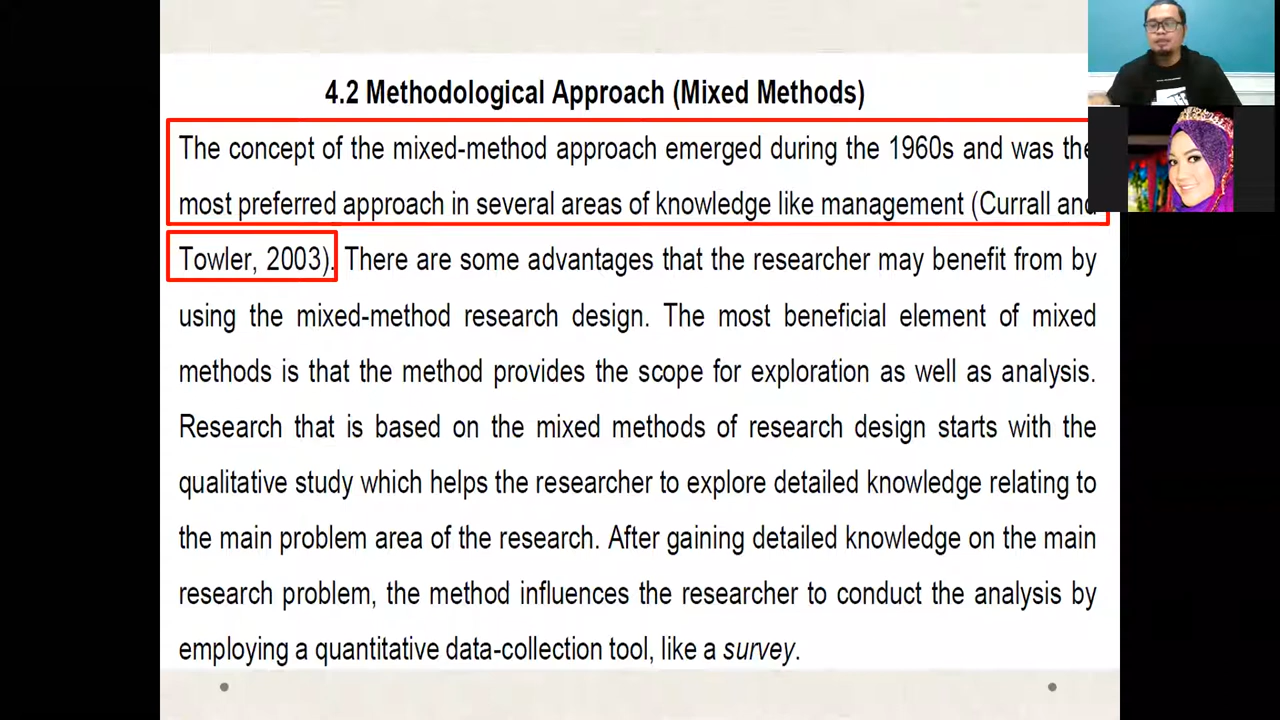 4.2 Methodological Approach (Mixed Methods)
The concept of the mixed-method approach emerged during the 1960s and was the
most preferred approach in several areas of knowledge like management (Currall and
Towler, 2003). There are some advantages that the researcher may benefit from by
using the mixed-method research design. The most beneficial element of mixed
methods is that the method provides the scope for exploration as well as analysis.
Research that is based on the mixed methods of research design starts with the
qualitative study which helps the researcher to explore detailed knowledge relating to
the main problem area of the research. After gaining detailed knowledge on the main
research problem, the method influences the researcher to conduct the analysis by
employing a quantitative data-collection tool, like a survey.